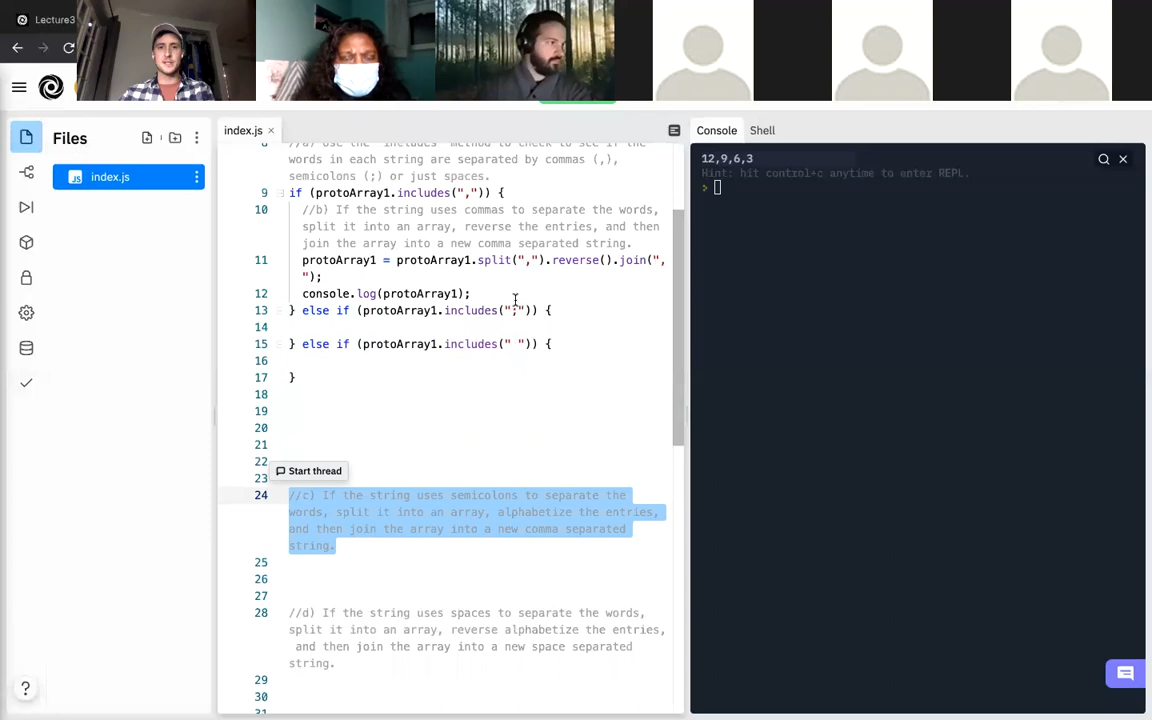 Lecture3
Files
index.js
index.js ×
Console
Shell
//a) Use the "includes" method to check to see if the
words in each string are separated by commas (,),
semicolons (;) or just spaces.
9 if (protoArray1.includes(",")) {
10 //b) If the string uses commas to separate the words,
split it into an array, reverse the entries, and then
join the array into a new comma separated string.
11 protoArray1 = protoArray1.split(",").reverse().join(",
");
12 console.log(protoArray1);
13 } else if (protoArray1.includes(";")) {
14
15 } else if (protoArray1.includes(" ")) {
16
17 }
18
19
20
21
22
Start thread
23
24 //c) If the string uses semicolons to separate the
words, split it into an array, alphabetize the entries,
and then join the array into a new comma separated
string.
25
26
27
28 //d) If the string uses spaces to separate the words,
split it into an array, reverse alphabetize the entries,
and then join the array into a new space separated
string.
29
30
31
12,9,6,3
Hint: hit control+c anytime to enter REPL.
>